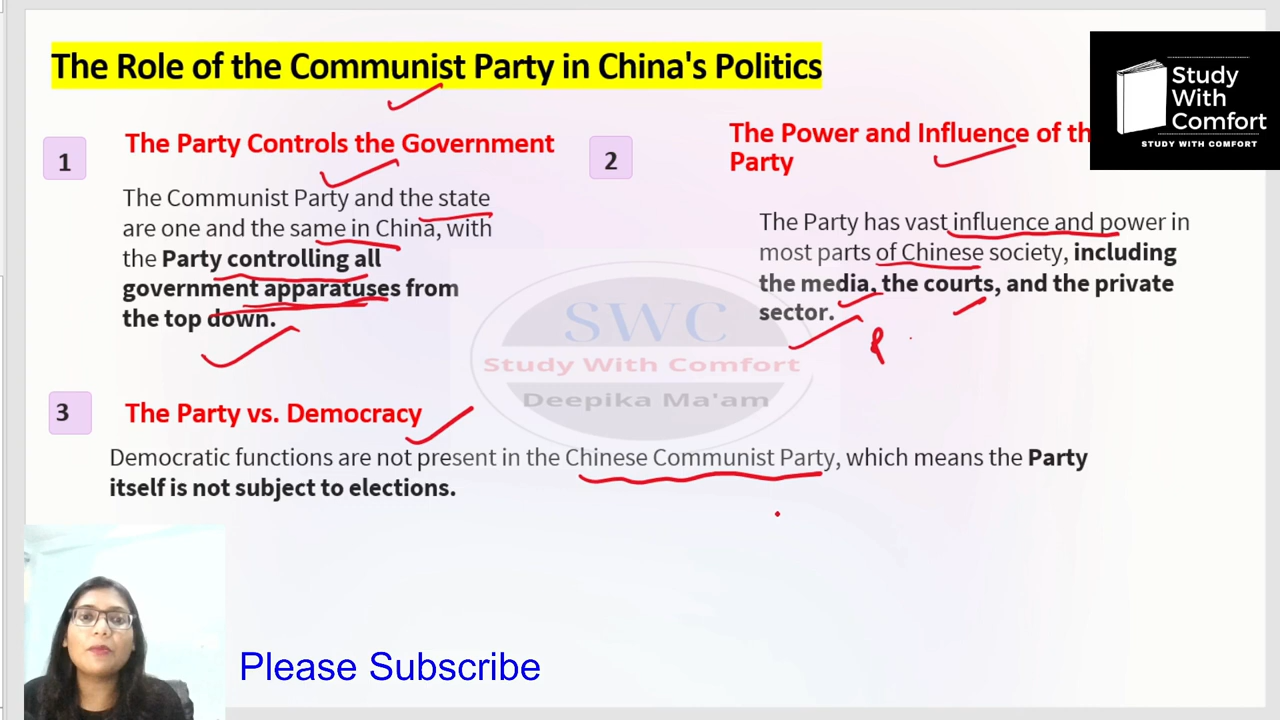 The Role of the Communist Party in China's Politics
Study
With
Comfort
STUDY WITH COMFORT
1
The Party Controls the Government
The Communist Party and the state
are one and the same in China, with
the Party controlling all
government apparatuses from
the top down.
2
The Power and Influence of th
Party
The Party has vast influence and power in
most parts of Chinese society, including
the media, the courts, and the private
sector.
SWC
Study With Comfort
Deepika Ma'am
3
The Party vs. Democracy
Democratic functions are not present in the Chinese Communist Party, which means the Party
itself is not subject to elections.
Please Subscribe